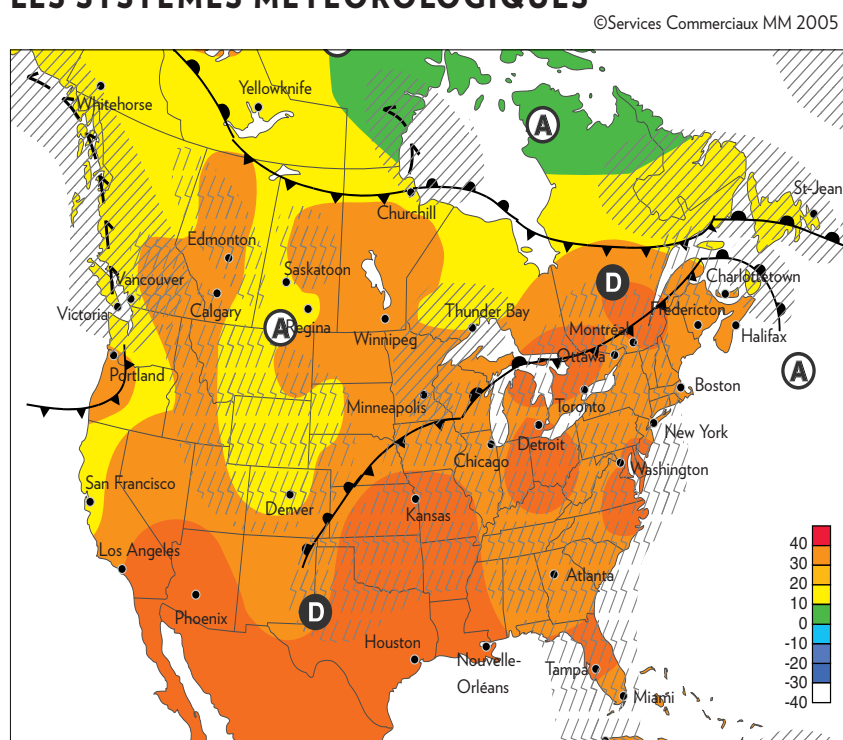 LES SYSTÈMES MÉTÉOROLOGIQUES
©Services Commerciaux MM 2005
Whitehorse
Yellowknife
A
St-Jean
Churchill
Edmonton
Saskatoon
Vancouver
Calgary
D
Charlottetown
Victoria
A
Regina
Winnipeg
Thunder Bay
Fredericton
Montréal
Halifax
Ottawa
Portland
A
Boston
Minneapolis
Toronto
New York
Detroit
Chicago
Washington
San Francisco
Denver
Kansas
Los Angeles
Atlanta
Phoenix
D
Houston
Nouvelle-
Orléans
Tampa
Miami
40
30
20
10
0
-10
-20
-30
-40